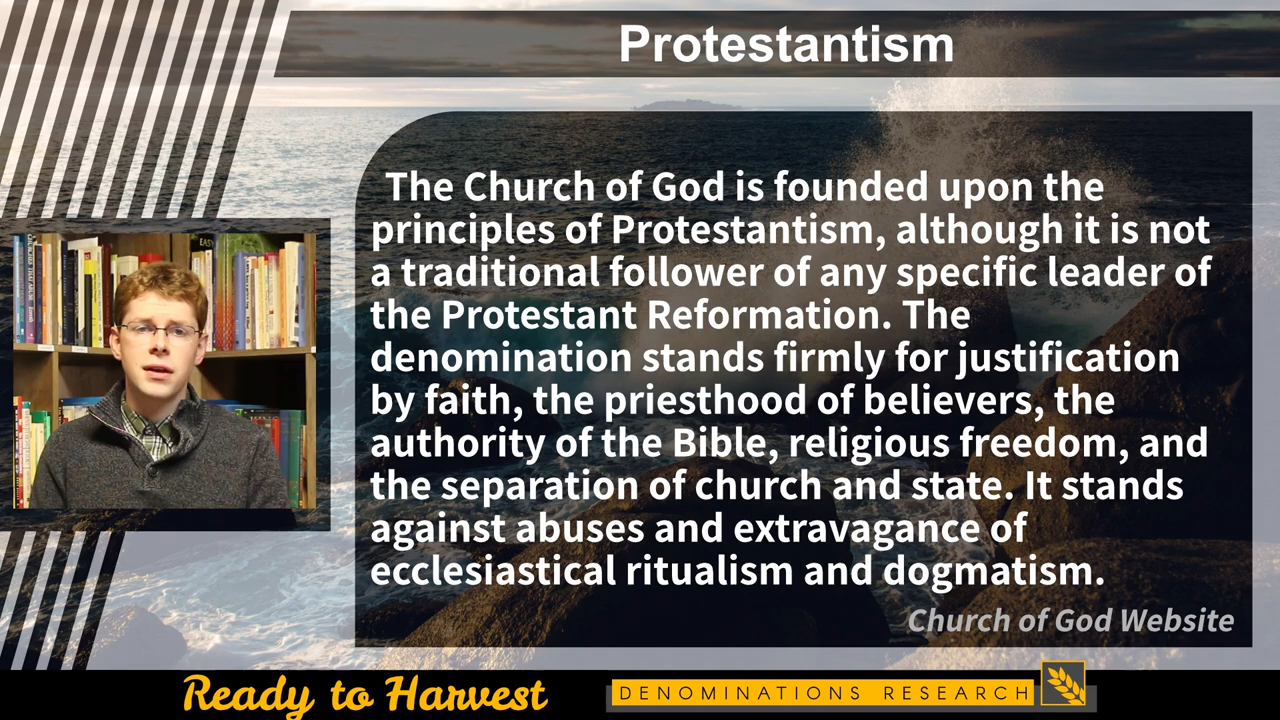 Protestantism
The Church of God is founded upon the
principles of Protestantism, although it is not
a traditional follower of any specific leader of
the Protestant Reformation. The
denomination stands firmly for justification
by faith, the priesthood of believers, the
authority of the Bible, religious freedom, and
the separation of church and state. It stands
against abuses and extravagance of
ecclesiastical ritualism and dogmatism.
Church of God Website
Ready to Harvest
DENOMINATIONS RESEARCH